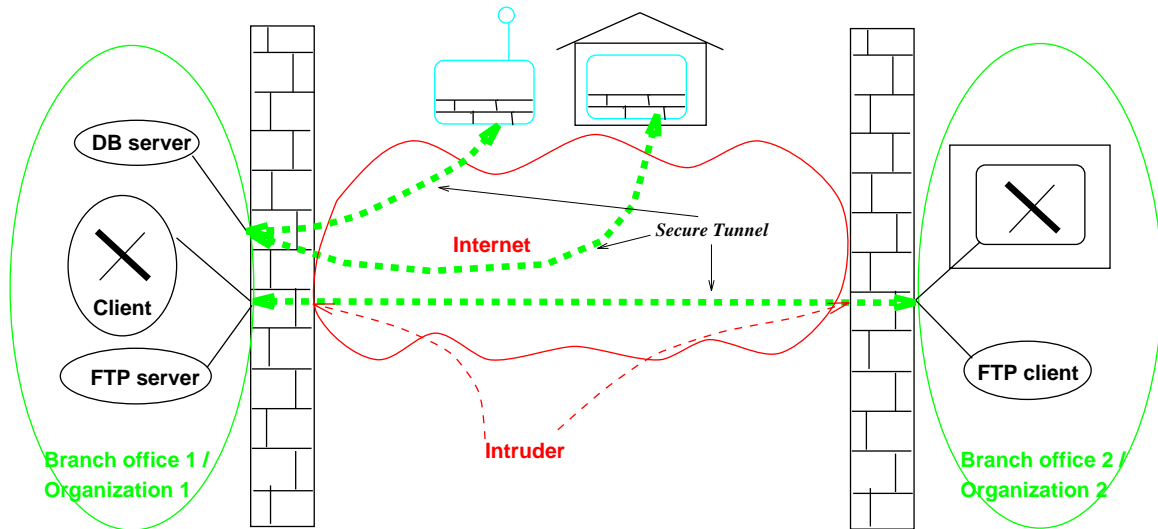 DB server
Client
FTP server
Branch office 1 /
Organization 1
Internet
Secure Tunnel
Intruder
FTP client
Branch office 2 /
Organization 2